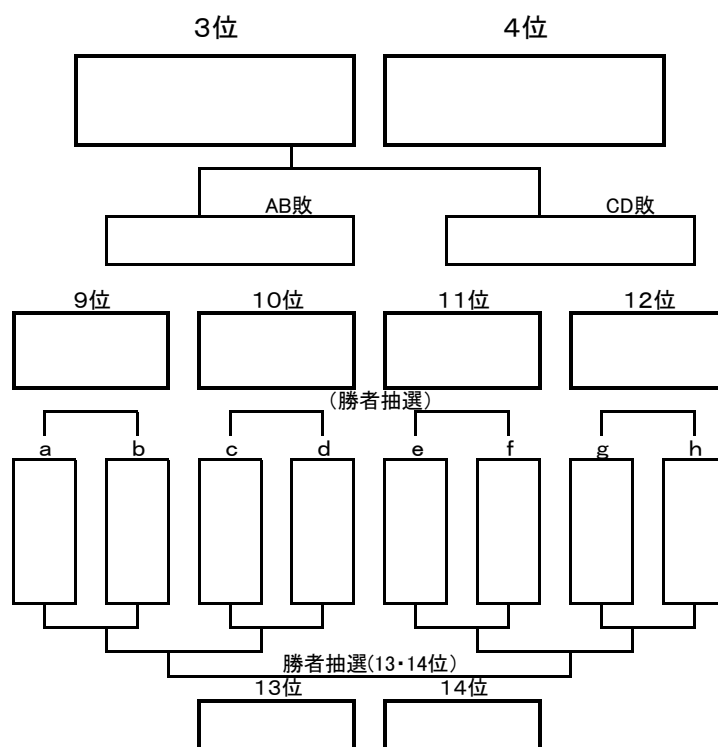 3位 4位
AB敗 CD敗
9位 10位 11位 12位
(勝者抽選)
a b c d e f g h
勝者抽選(13・14位)
13位 14位